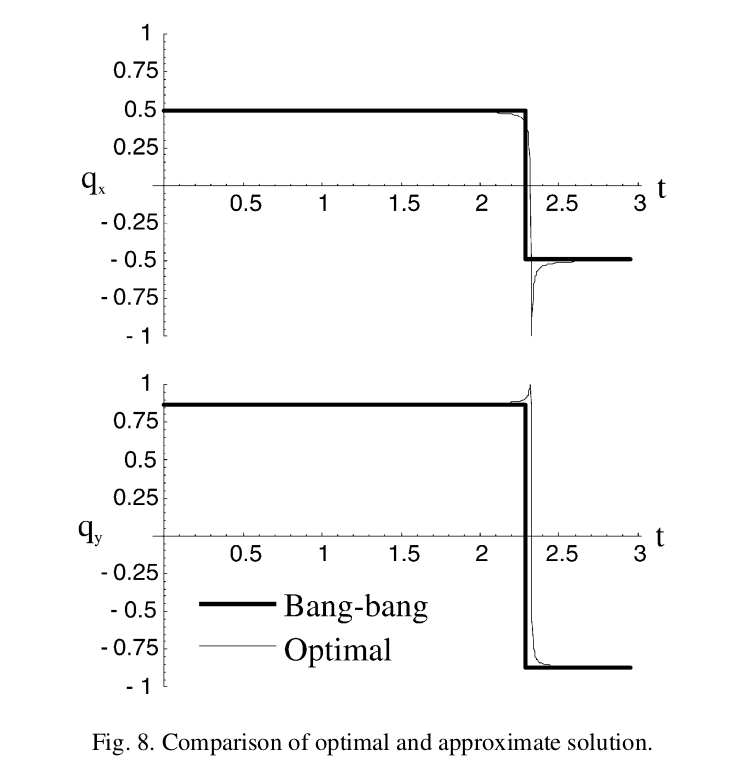 1
0.75
0.5
0.25
qx
0.5 1 1.5 2 2.5 3 t
- 0.25
- 0.5
- 0.75
- 1
1
0.75
0.5
0.25
qy
0.5 1 1.5 2 2.5 3 t
- 0.25
- 0.5
- 0.75
- 1
Bang-bang
Optimal
Fig. 8. Comparison of optimal and approximate solution.